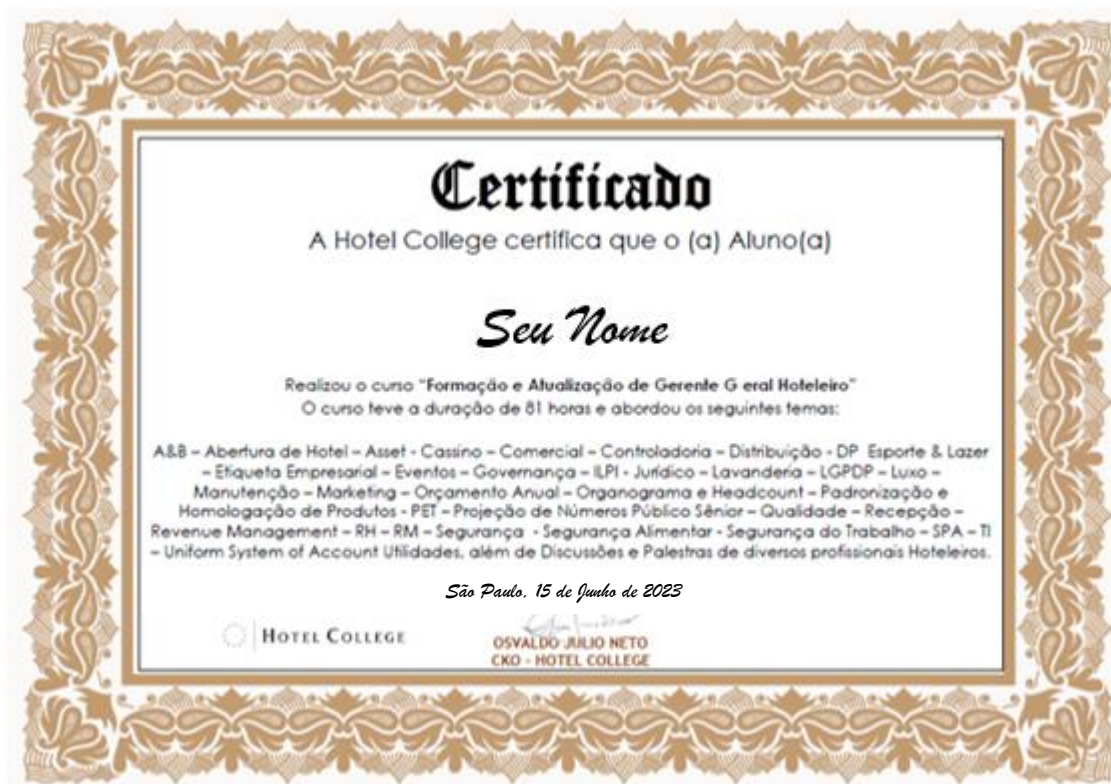 Certificado
A Hotel College certifica que o (a) Aluno(a)
Seu Nome
Realizou o curso "Formação e Atualização de Gerente G eral Hoteleiro"
O curso teve a duração de 81 horas e abordou os seguintes temas:
A&B – Abertura de Hotel – Asset - Cassino – Comercial – Controladoria – Distribuição - DP Esporte & Lazer
– Etiqueta Empresarial – Eventos – Governança – ILPI - Jurídico – Lavanderia – LGPDP – Luxo –
Manutenção – Marketing – Orçamento Anual – Organograma e Headcount – Padronização e
Homologação de Produtos - PET – Projeção de Números Público Sênior – Qualidade – Recepção –
Revenue Management – RH – RM – Segurança - Segurança Alimentar - Segurança do Trabalho – SPA – TI
– Uniform System of Account Utilidades, além de Discussões e Palestras de diversos profissionais Hoteleiros.
São Paulo, 15 de Junho de 2023
HOTEL COLLEGE
OSVALDO JULIO NETO
CKO - HOTEL COLLEGE